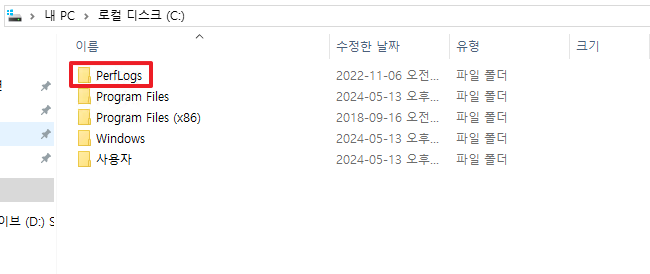 내 PC > 로컬 디스크 (C:)
이름 수정한 날짜 유형 크기
PerfLogs 2022-11-06 오전... 파일 폴더
Program Files 2024-05-13 오후... 파일 폴더
Program Files (x86) 2018-09-16 오전... 파일 폴더
Windows 2024-05-13 오후... 파일 폴더
사용자 2024-05-13 오후... 파일 폴더
이브 (D:) S